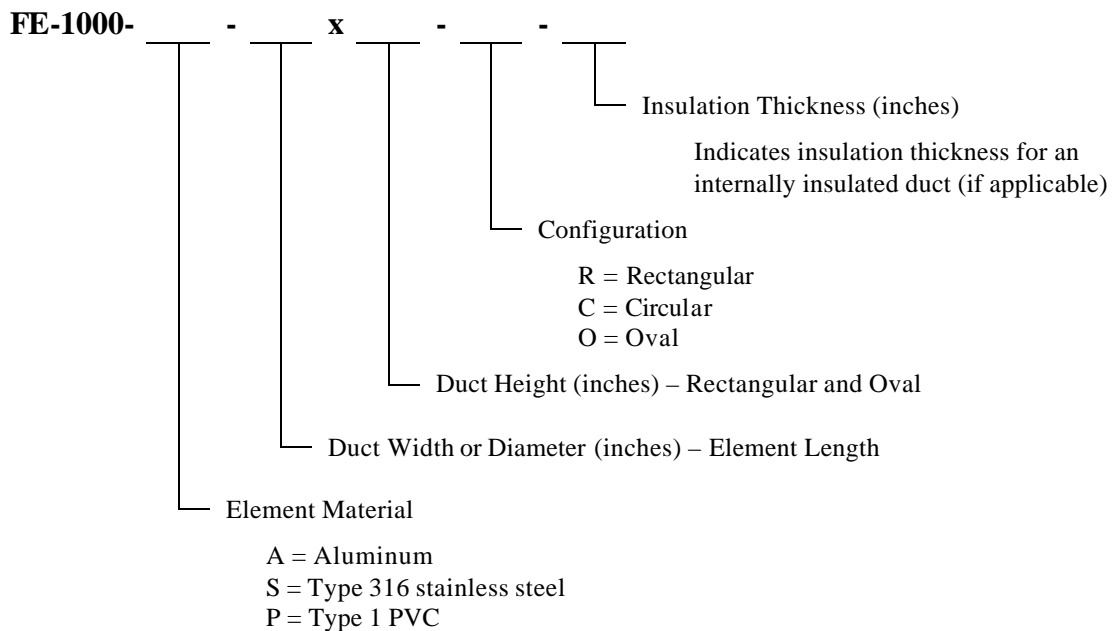 FE-1000- - x - -
Insulation Thickness (inches)
Indicates insulation thickness for an
internally insulated duct (if applicable)
Configuration
R = Rectangular
C = Circular
O = Oval
Duct Height (inches) – Rectangular and Oval
Duct Width or Diameter (inches) – Element Length
Element Material
A = Aluminum
S = Type 316 stainless steel
P = Type 1 PVC